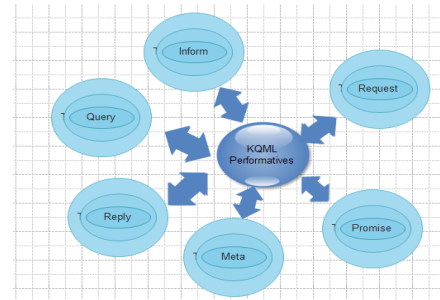 Inform
Request
Query
KQML
Performatives
Reply
Promise
Meta